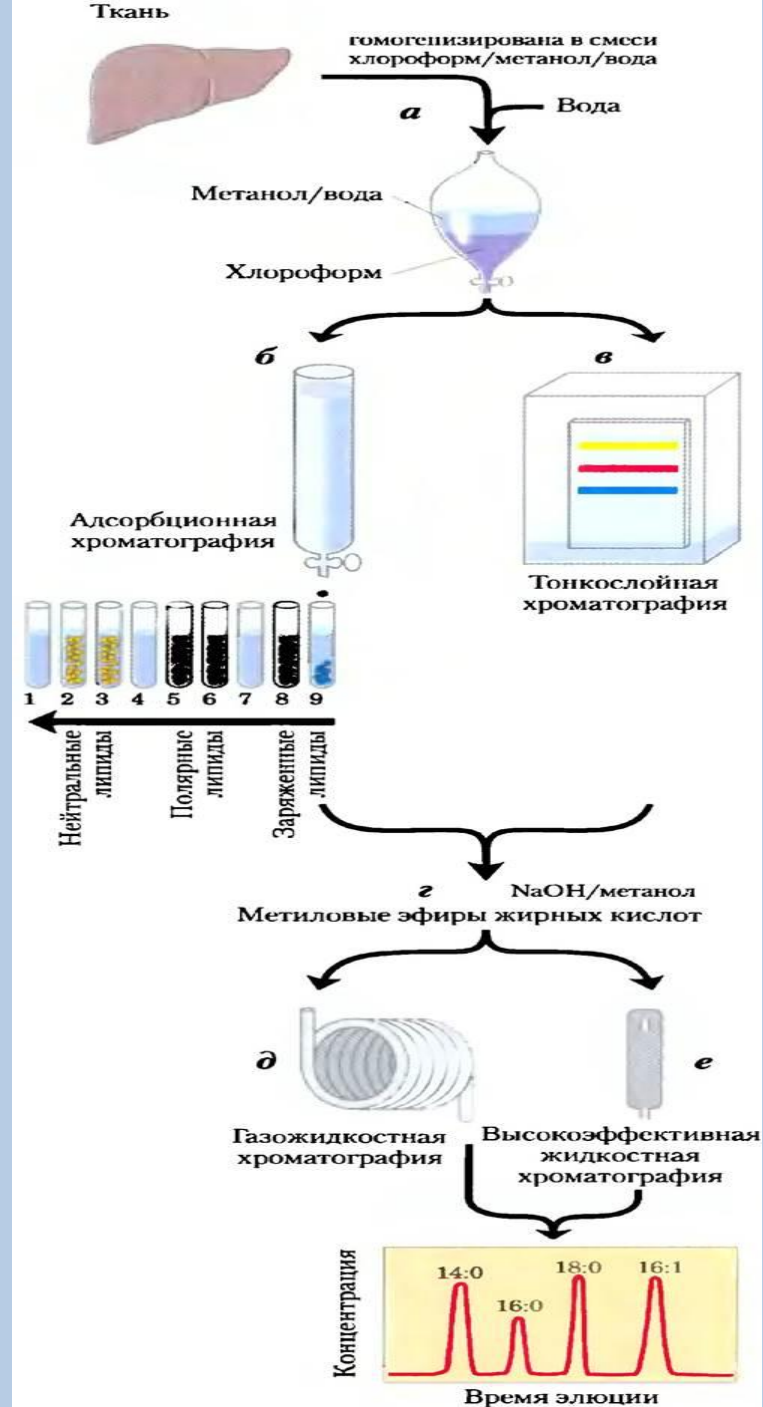 Ткань
гомогенизирована в смеси
хлороформ/метанол/вода
а
Вода
Метанол/вода
Хлороформ
б
в
Адсорбционная
хроматография
Тонкослойная
хроматография
1 2 3 4 5 6 7 8 9
Нейтральные
липиды
Полярные
липиды
Заряженные
липиды
г NaOH/метанол
Метиловые эфиры жирных кислот
д
е
Газожидкостная
хроматография
Высокоэффективная
жидкостная
хроматография
Концентрация
14:0
16:0
18:0
16:1
Время элюции